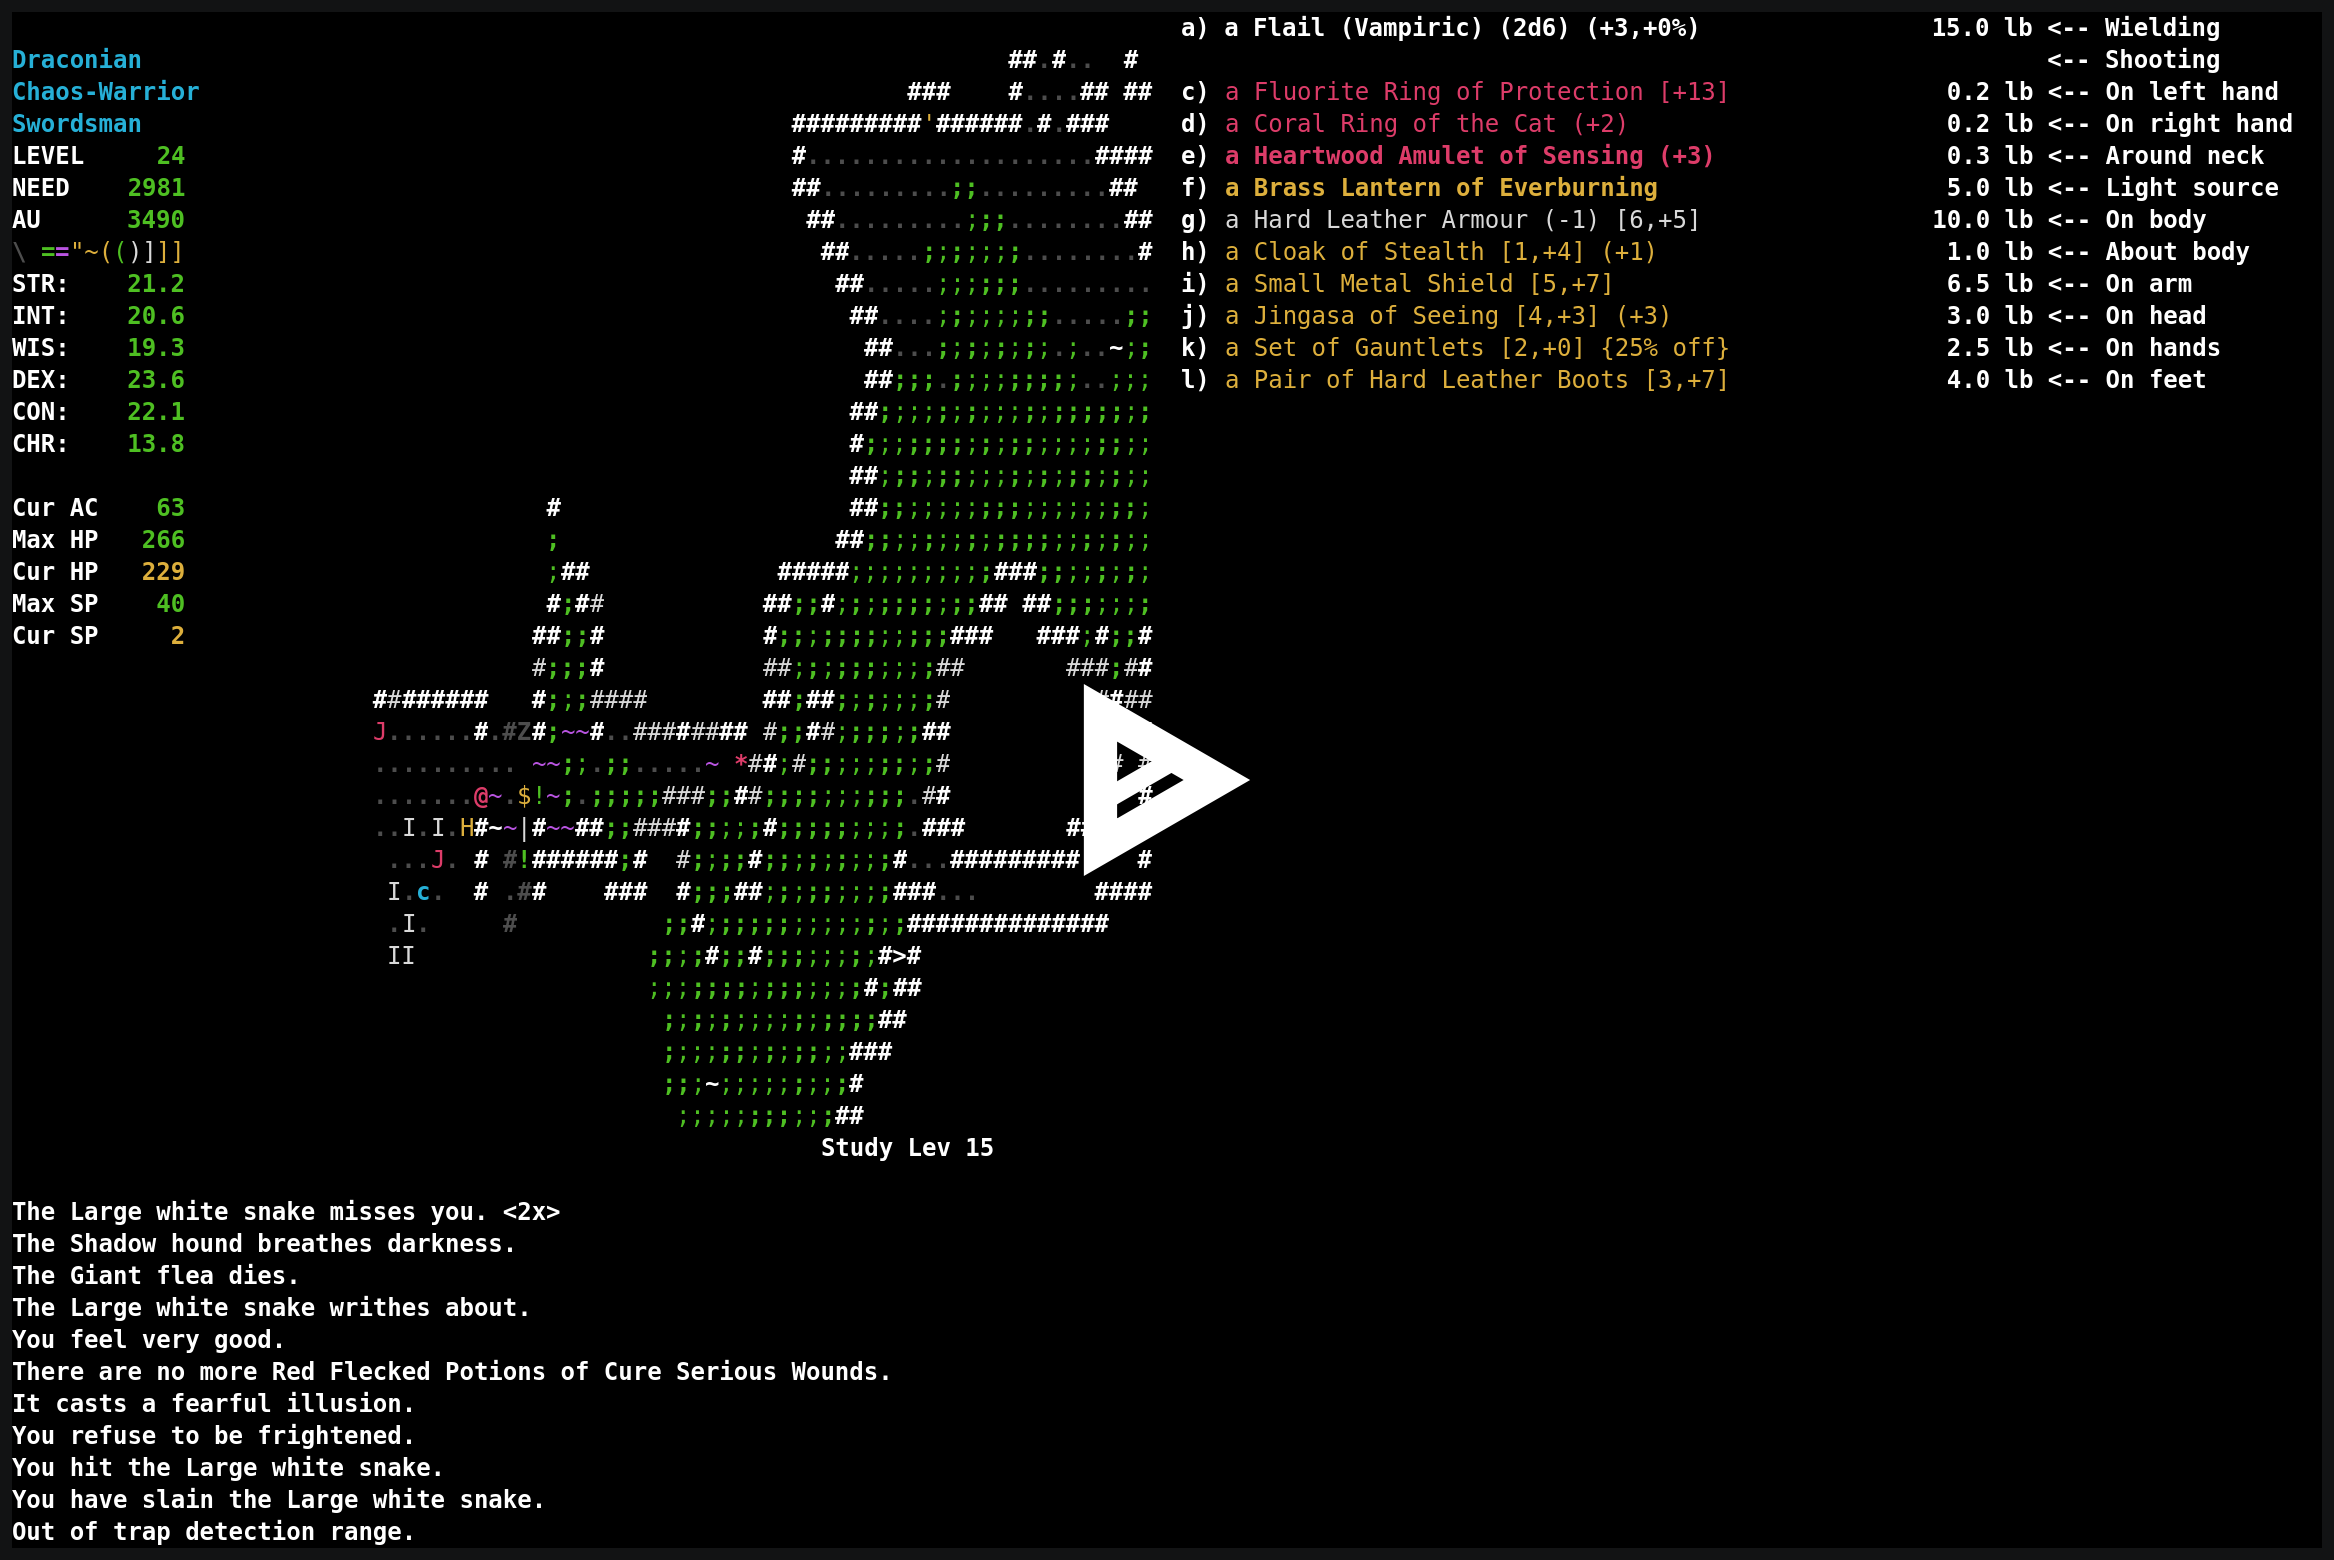 a) a Flail (Vampiric) (2d6) (+3,+0%) 15.0 lb <-- Wielding
Draconian
<-- Shooting
Chaos-Warrior
c) a Fluorite Ring of Protection [+13] 0.2 lb <-- On left hand
Swordsman
d) a Coral Ring of the Cat (+2) 0.2 lb <-- On right hand
LEVEL 24
e) a Heartwood Amulet of Sensing (+3) 0.3 lb <-- Around neck
NEED 2981
f) a Brass Lantern of Everburning 5.0 lb <-- Light source
AU 3490
g) a Hard Leather Armour (-1) [6,+5] 10.0 lb <-- On body
\ =="~(()]]]
h) a Cloak of Stealth [1,+4] (+1) 1.0 lb <-- About body
STR: 21.2
i) a Small Metal Shield [5,+7] 6.5 lb <-- On arm
INT: 20.6
j) a Jingasa of Seeing [4,+3] (+3) 3.0 lb <-- On head
WIS: 19.3
k) a Set of Gauntlets [2,+0] {25% off} 2.5 lb <-- On hands
DEX: 23.6
l) a Pair of Hard Leather Boots [3,+7] 4.0 lb <-- On feet
CON: 22.1
CHR: 13.8
Cur AC 63
Max HP 266
Cur HP 229
Max SP 40
Cur SP 2
Study Lev 15
The Large white snake misses you. <2x>
The Shadow hound breathes darkness.
The Giant flea dies.
The Large white snake writhes about.
You feel very good.
There are no more Red Flecked Potions of Cure Serious Wounds.
It casts a fearful illusion.
You refuse to be frightened.
You hit the Large white snake.
You have slain the Large white snake.
Out of trap detection range.